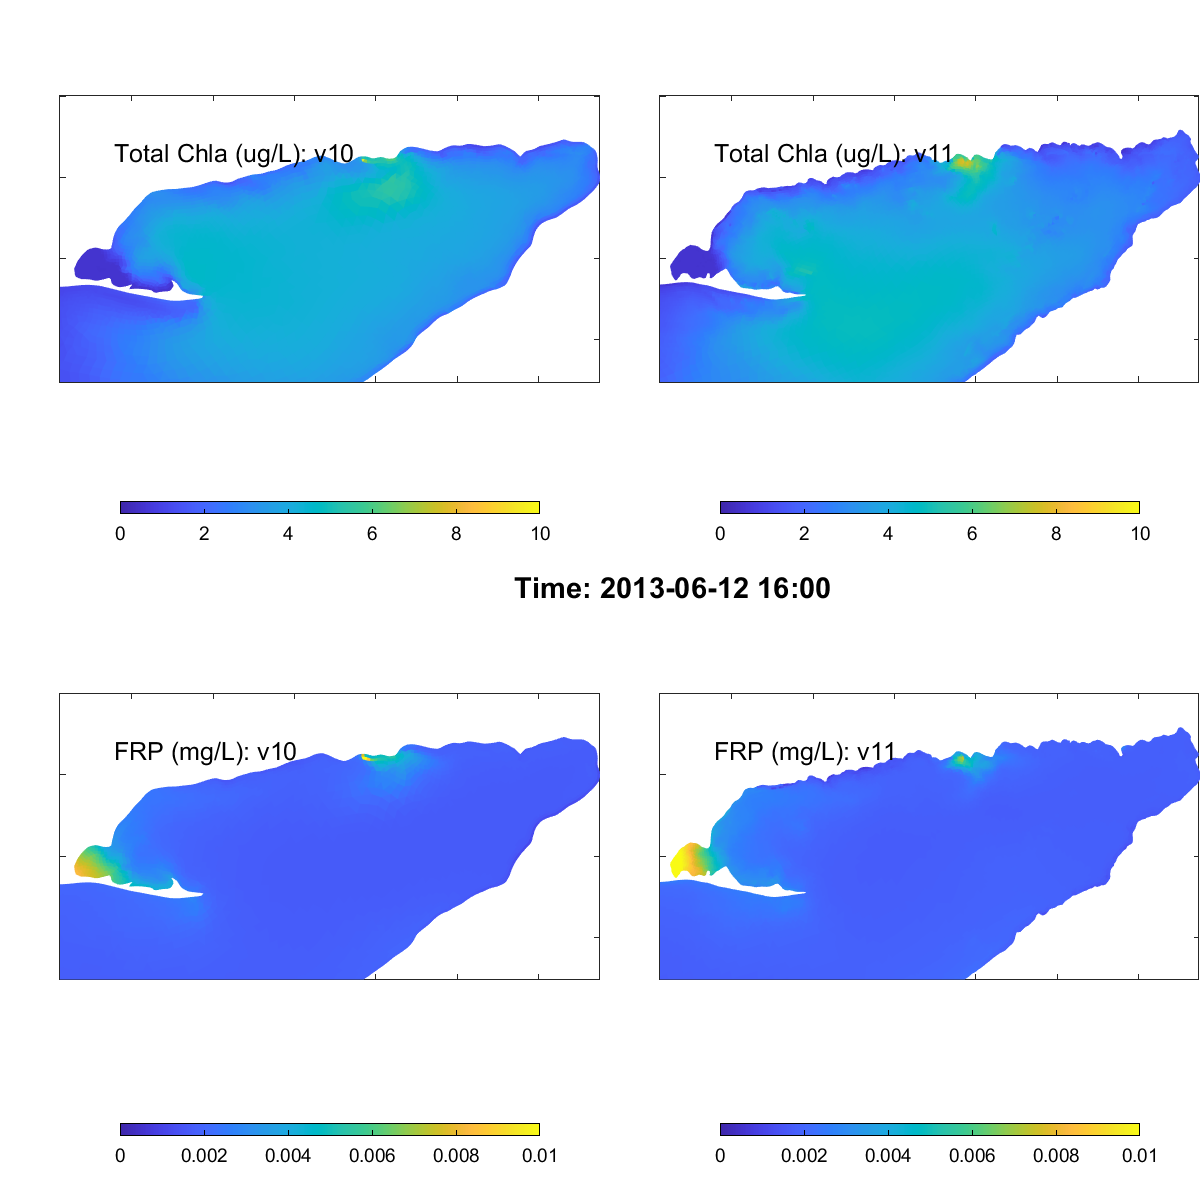 Total Chla (ug/L): v10
Total Chla (ug/L): v11
0 2 4 6 8 10
0 2 4 6 8 10
Time: 2013-06-12 16:00
FRP (mg/L): v10
FRP (mg/L): v11
0 0.002 0.004 0.006 0.008 0.01
0 0.002 0.004 0.006 0.008 0.01